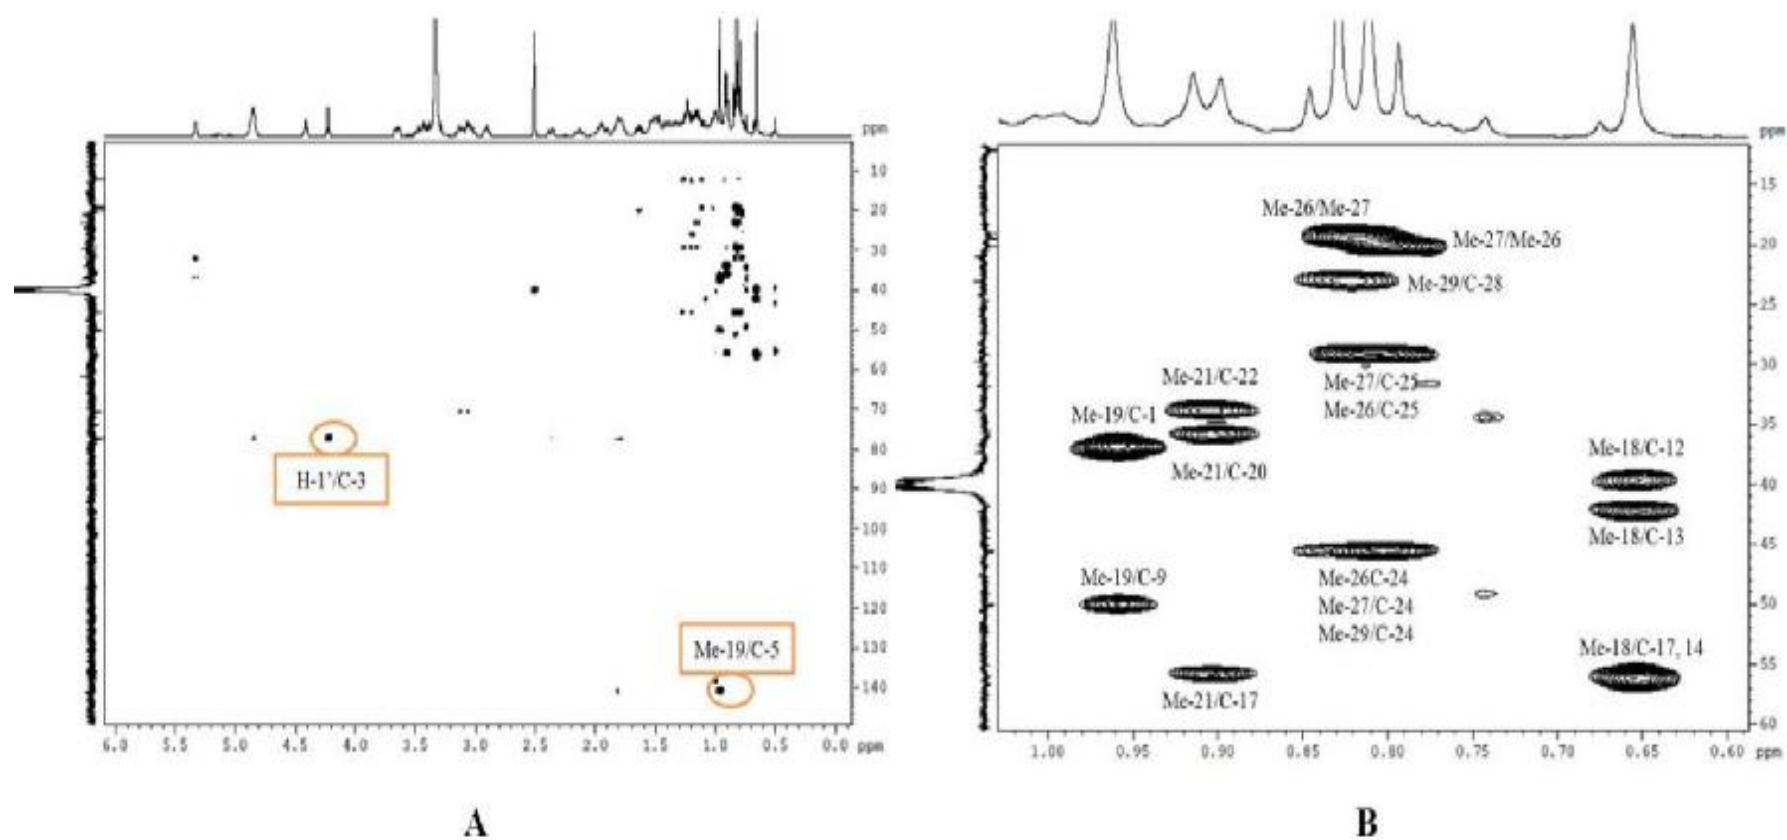 ppm
10
20
30
40
50
60
70
80
90
100
110
120
130
140
H-1’/C-3
Me-19/C-5
6.0 5.5 5.0 4.5 4.0 3.5 3.0 2.5 2.0 1.5 1.0 0.5 0.0 ppm
A
ppm
15
20
25
30
35
40
45
50
55
60
Me-26/Me-27
Me-27/Me-26
Me-29/C-28
Me-21/C-22
Me-27/C-25
Me-26/C-25
Me-19/C-1
Me-21/C-20
Me-18/C-12
Me-18/C-13
Me-19/C-9
Me-26C-24
Me-27/C-24
Me-29/C-24
Me-18/C-17, 14
Me-21/C-17
1.00 0.95 0.90 0.85 0.80 0.75 0.70 0.65 0.60 ppm
B